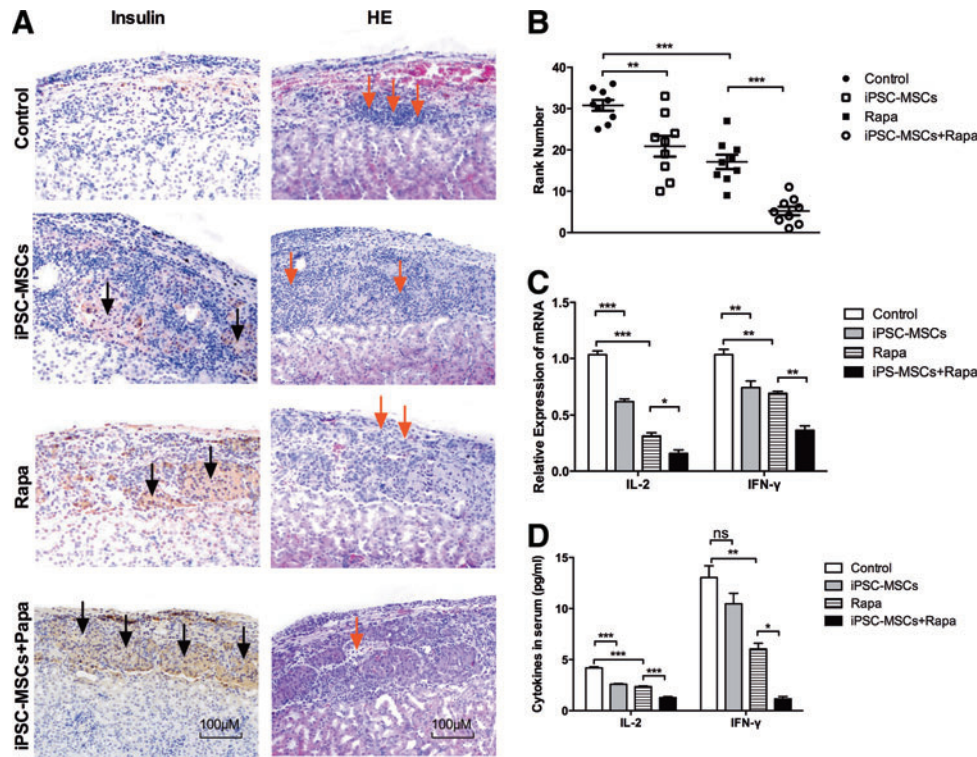 A
Insulin
HE
Control
iPSC-MSCs
Rapa
iPSC-MSCs+Papa
100µM
100µM
B
***
**
***
Rank Number
40
30
20
10
0
Control
iPSC-MSCs
Rapa
iPSC-MSCs+Rapa
C
Relative Expression of mRNA
1.5
1.0
0.5
0.0
***
***
*
**
**
**
IL-2
IFN-γ
Control
iPSC-MSCs
Rapa
iPS-MSCs+Rapa
D
Cytokines in serum (pg/ml)
15
10
5
0
***
***
***
ns
**
*
IL-2
IFN-γ
Control
iPSC-MSCs
Rapa
iPSC-MSCs+Rapa